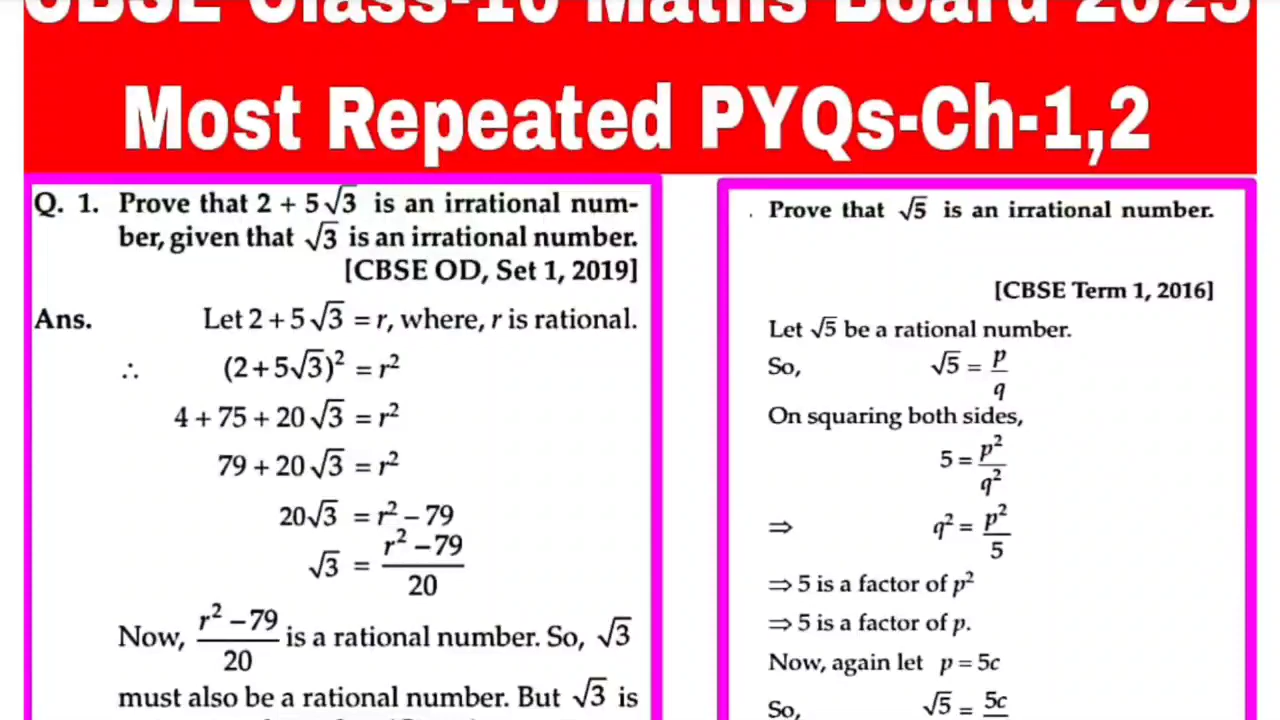 CBSE Class-10 Maths Board 2023
Most Repeated PYQs-Ch-1,2
Q. 1. Prove that 2 + 5√3 is an irrational num-
ber, given that √3 is an irrational number.
[CBSE OD, Set 1, 2019]
Ans. Let 2 + 5√3 = r, where, r is rational.
∴ (2 + 5√3)² = r²
4 + 75 + 20√3 = r²
79 + 20√3 = r²
20√3 = r² – 79
√3 = (r² – 79)/20
Now, (r² – 79)/20 is a rational number. So, √3
must also be a rational number. But √3 is
Prove that √5 is an irrational number.
[CBSE Term 1, 2016]
Let √5 be a rational number.
So, √5 = p/q
On squaring both sides,
5 = p²/q²
⇒ q² = p²/5
⇒ 5 is a factor of p²
⇒ 5 is a factor of p.
Now, again let p = 5c
So, √5 = 5c